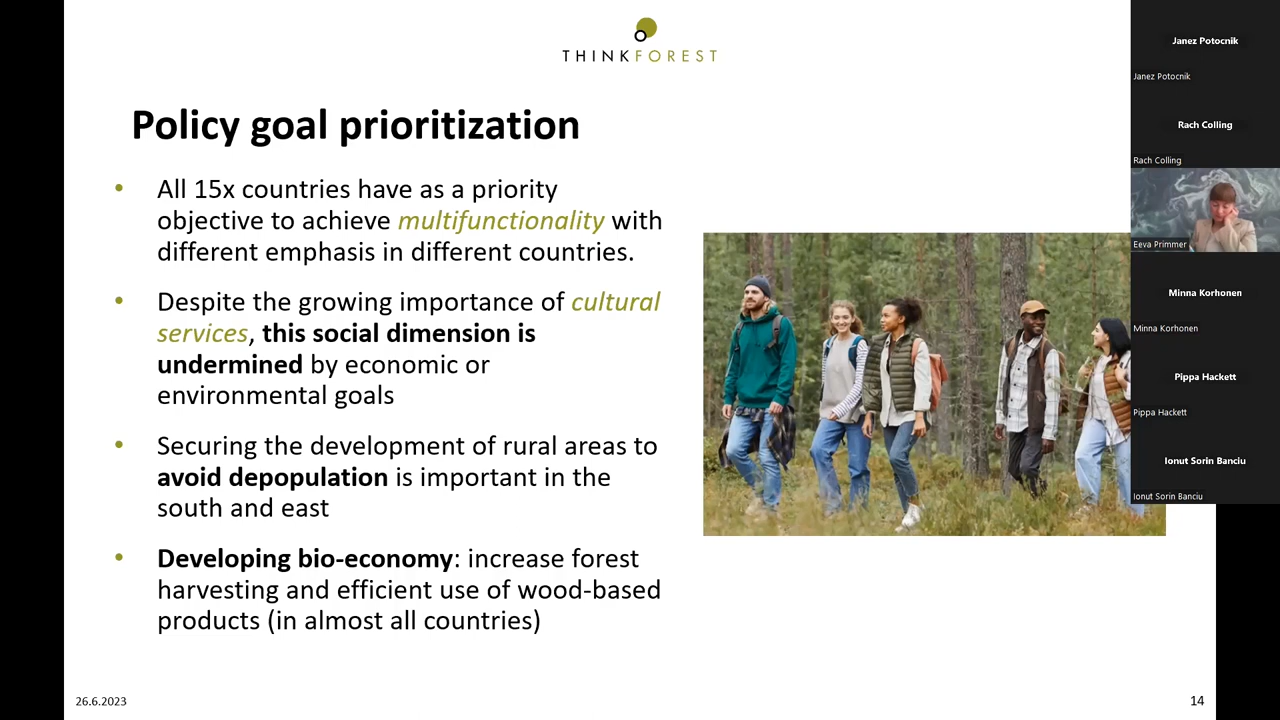 THINKFOREST
Policy goal prioritization
• All 15x countries have as a priority
objective to achieve multifunctionality with
different emphasis in different countries.
• Despite the growing importance of cultural
services, this social dimension is
undermined by economic or
environmental goals
• Securing the development of rural areas to
avoid depopulation is important in the
south and east
• Developing bio-economy: increase forest
harvesting and efficient use of wood-based
products (in almost all countries)
26.6.2023
14
Janez Potocnik
Janez Potocnik
Rach Colling
Rach Colling
Eeva Primmer
Minna Korhonen
Minna Korhonen
Pippa Hackett
Pippa Hackett
Ionut Sorin Banciu
Ionut Sorin Banciu